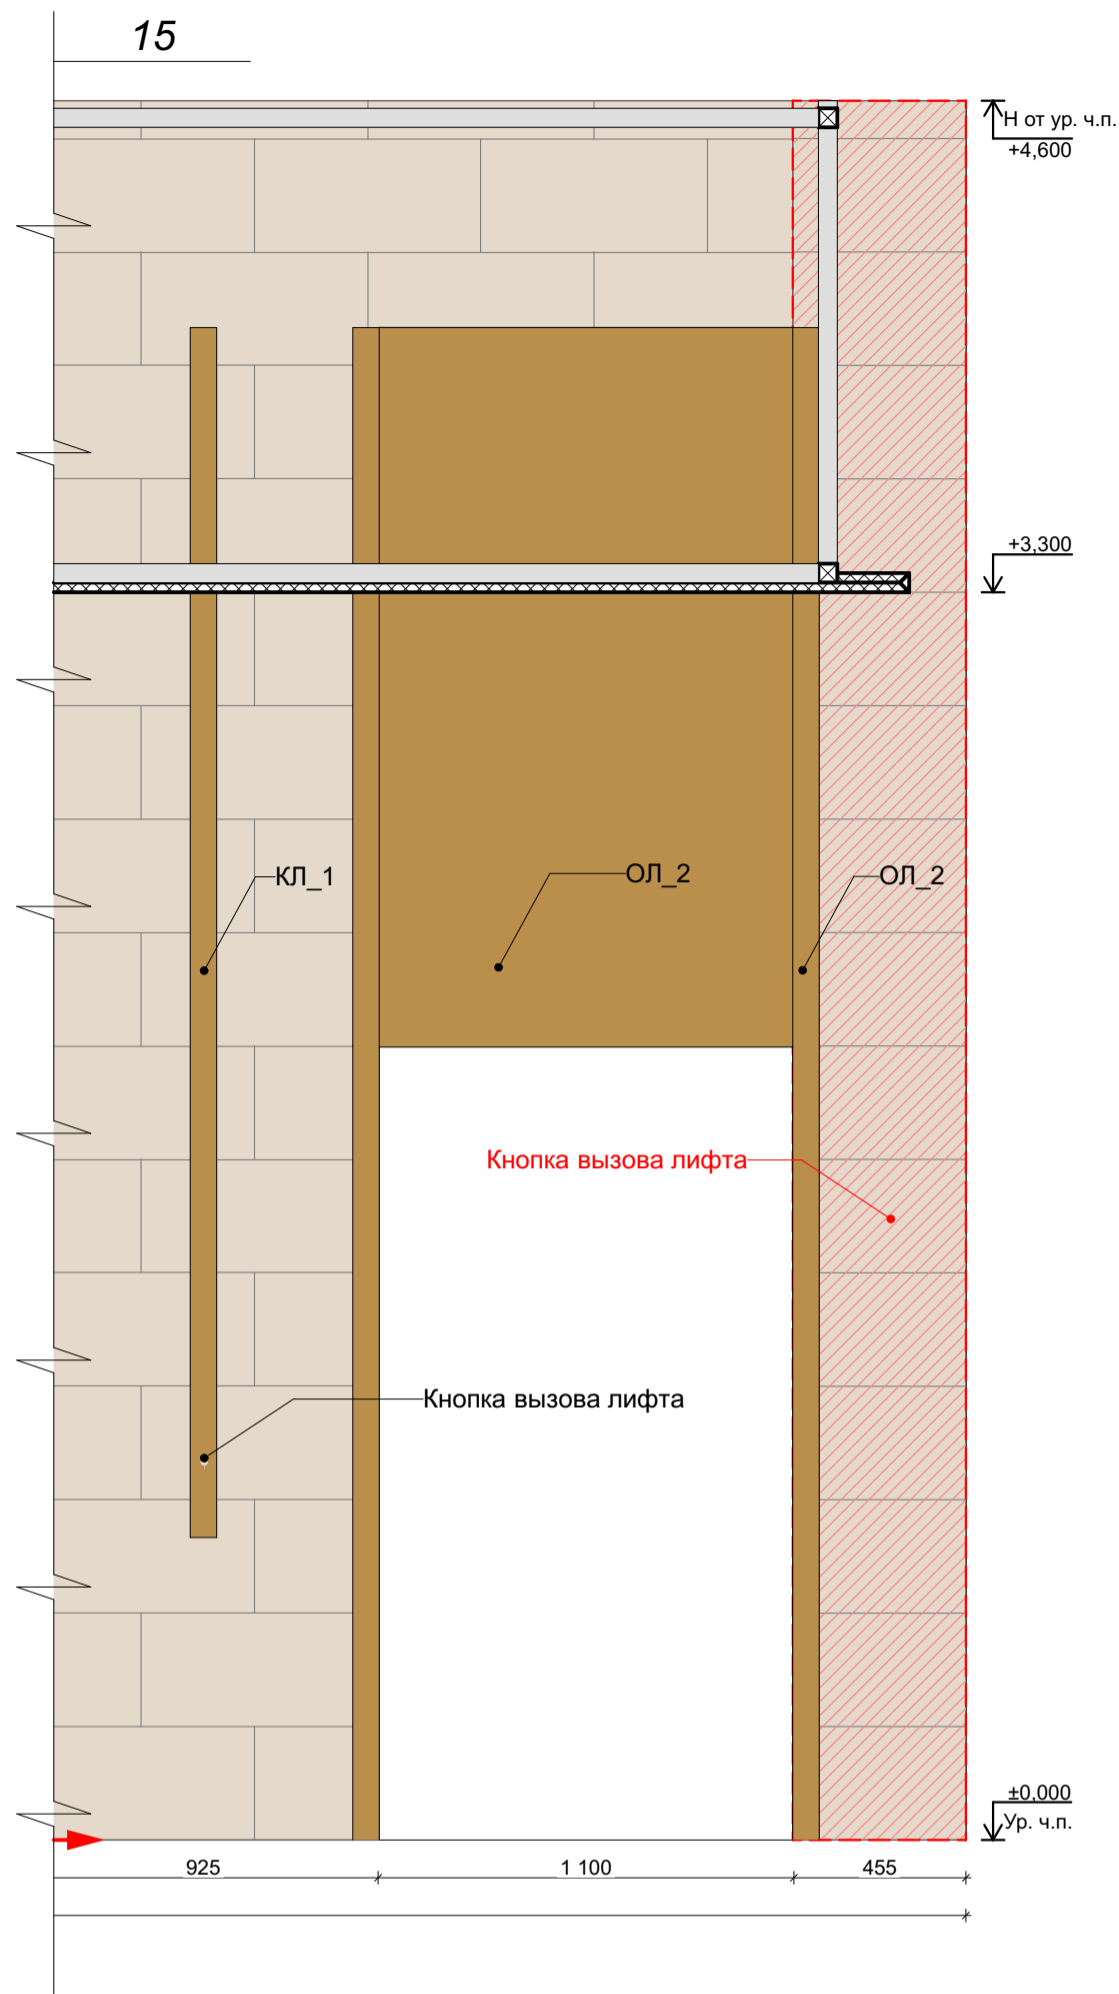 15
Н от ур. ч.п.
+4,600
+3,300
КЛ_1
ОЛ_2
ОЛ_2
Кнопка вызова лифта
Кнопка вызова лифта
±0,000
Ур. ч.п.
925
1 100
455